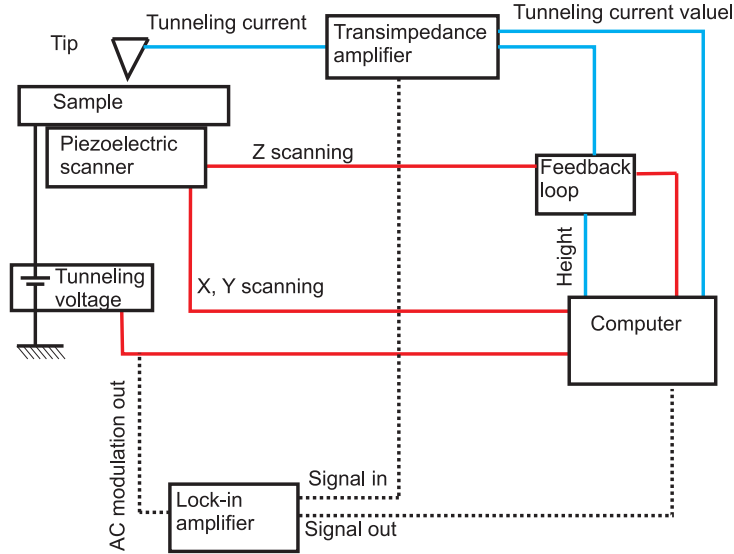 Tunneling current valuel
Tunneling current
Transimpedance
amplifier
Tip
Sample
Piezoelectric
scanner
Z scanning
Feedback
loop
Height
Tunneling
voltage
X, Y scanning
Computer
AC modulation out
Signal in
Lock-in
amplifier
Signal out